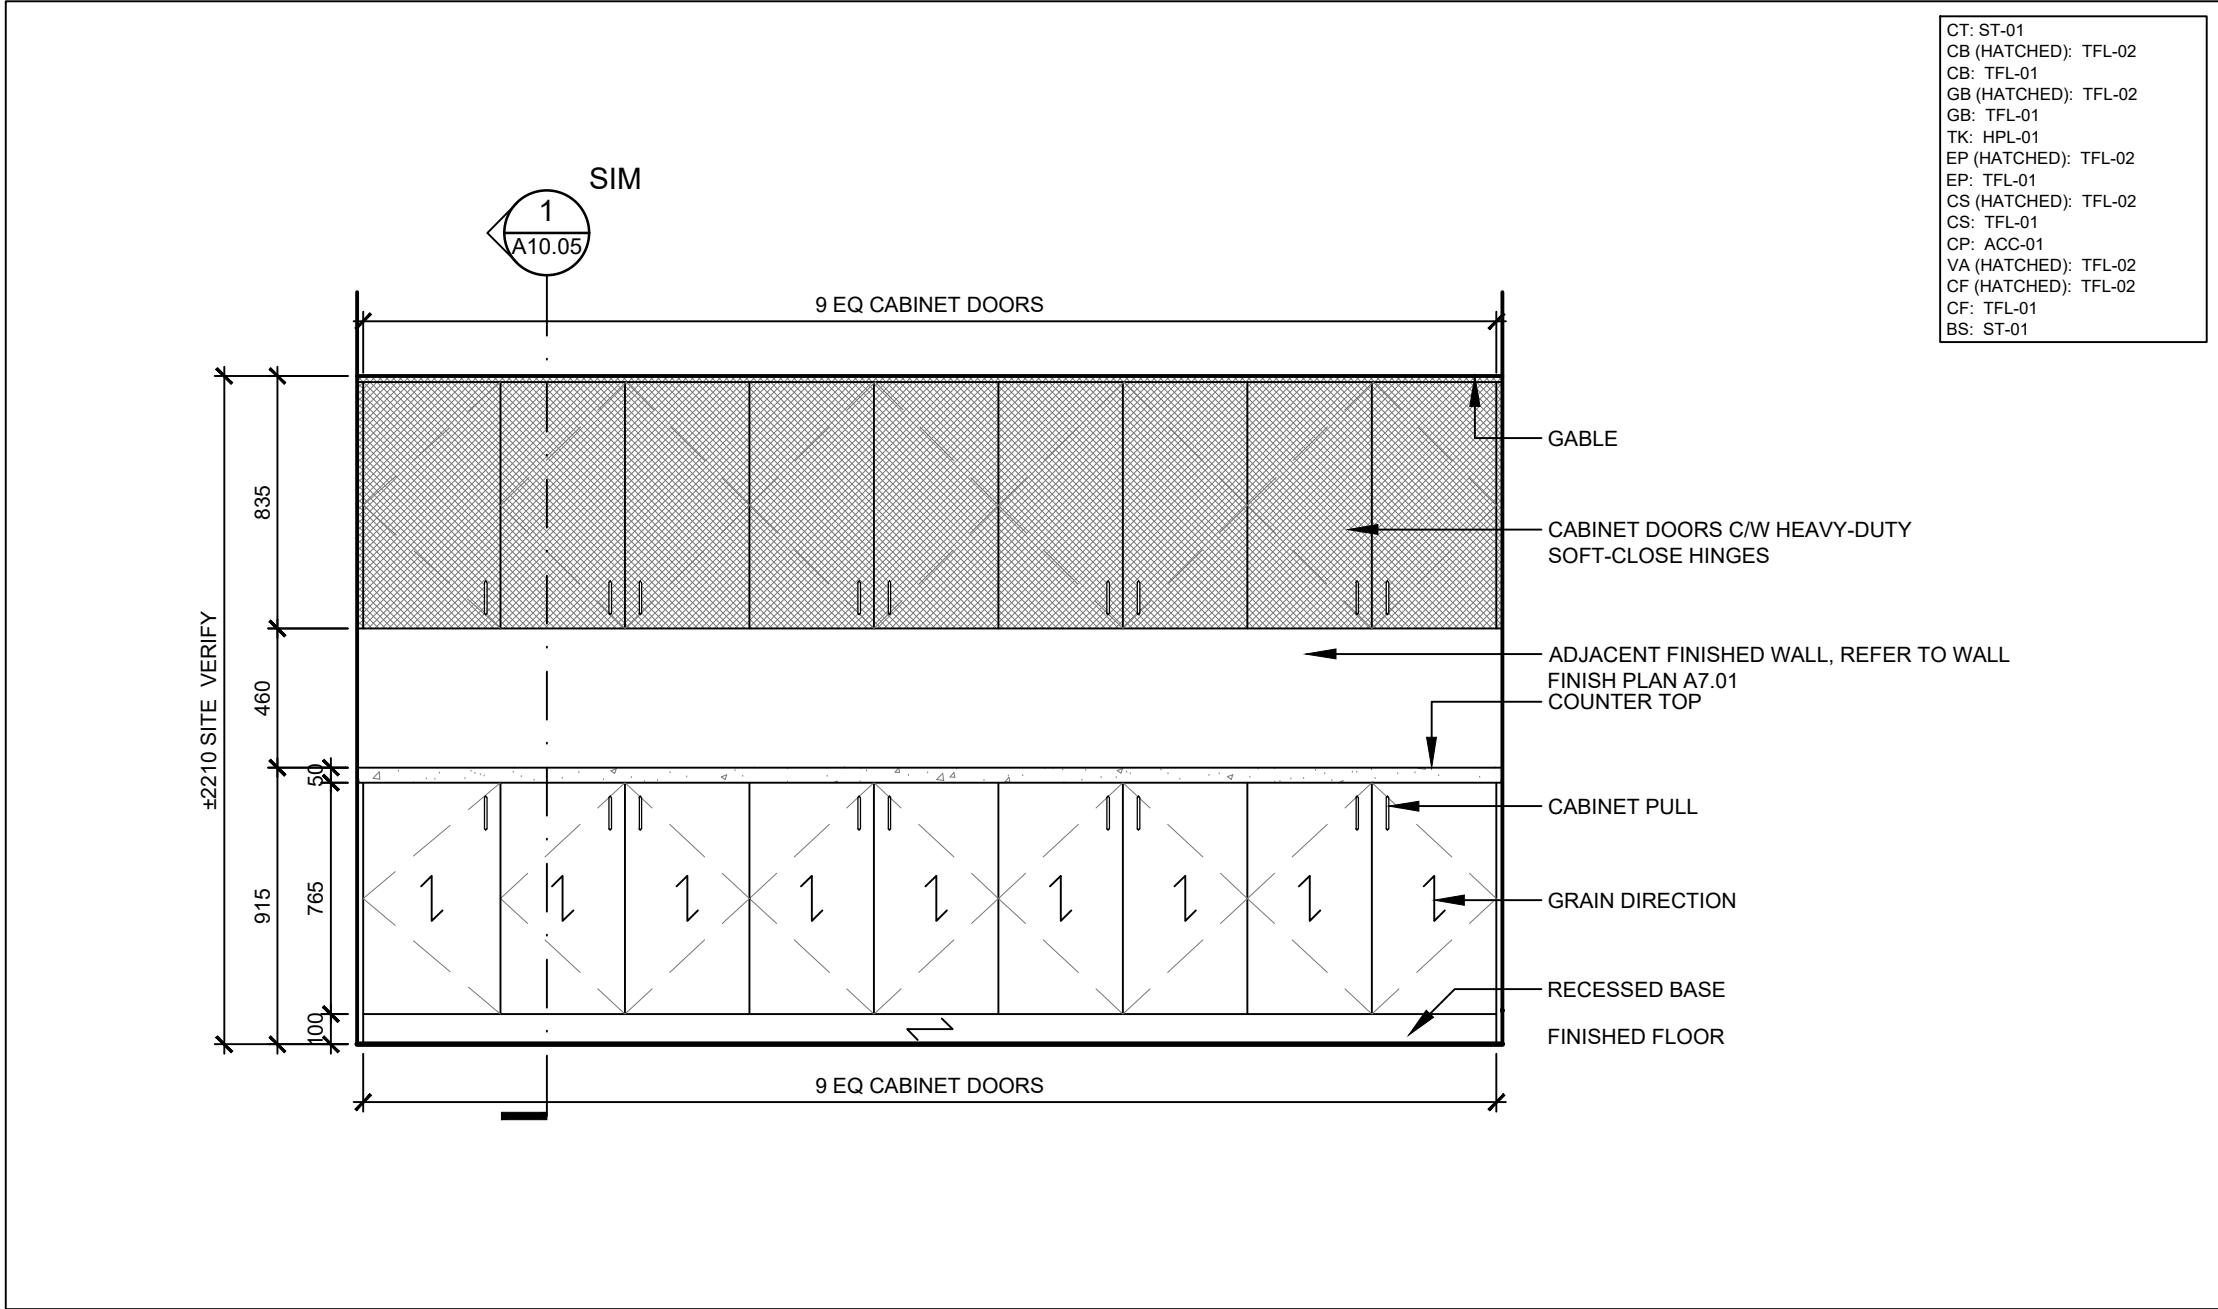 CT: ST-01
CB (HATCHED): TFL-02
CB: TFL-01
GB (HATCHED): TFL-02
GB: TFL-01
TK: HPL-01
EP (HATCHED): TFL-02
EP: TFL-01
CS (HATCHED): TFL-02
CS: TFL-01
CP: ACC-01
VA (HATCHED): TFL-02
CF (HATCHED): TFL-02
CF: TFL-01
BS: ST-01
SIM
1
A10.05
9 EQ CABINET DOORS
GABLE
835
CABINET DOORS C/W HEAVY-DUTY
SOFT-CLOSE HINGES
±2210 SITE VERIFY
460
ADJACENT FINISHED WALL, REFER TO WALL
FINISH PLAN A7.01
COUNTER TOP
50
CABINET PULL
915
765
GRAIN DIRECTION
RECESSED BASE
100
FINISHED FLOOR
9 EQ CABINET DOORS